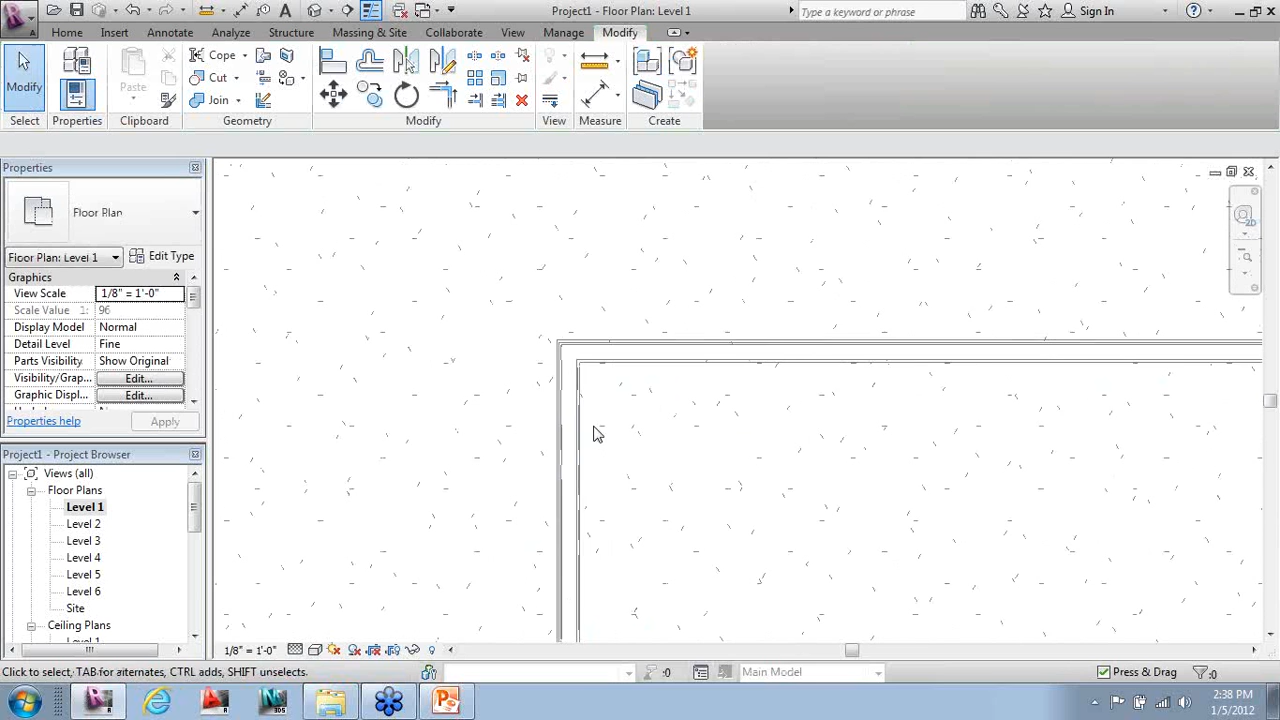 Project1 - Floor Plan: Level 1
Type a keyword or phrase
Sign In
Home
Insert
Annotate
Analyze
Structure
Massing & Site
Collaborate
View
Manage
Modify
Modify
Paste
Cope
Cut
Join
Select
Properties
Clipboard
Geometry
Modify
View
Measure
Create
Properties
Floor Plan
Floor Plan: Level 1
Edit Type
Graphics
View Scale
1/8" = 1'-0"
Scale Value 1:
96
Display Model
Normal
Detail Level
Fine
Parts Visibility
Show Original
Visibility/Grap...
Edit...
Graphic Displ...
Edit...
Properties help
Apply
Project1 - Project Browser
Views (all)
Floor Plans
Level 1
Level 2
Level 3
Level 4
Level 5
Level 6
Site
Ceiling Plans
Level 1
2D
1/8" = 1'-0"
Click to select, TAB for alternates, CTRL adds, SHIFT unselects.
:0
Main Model
Press & Drag
:0
2:38 PM
1/5/2012